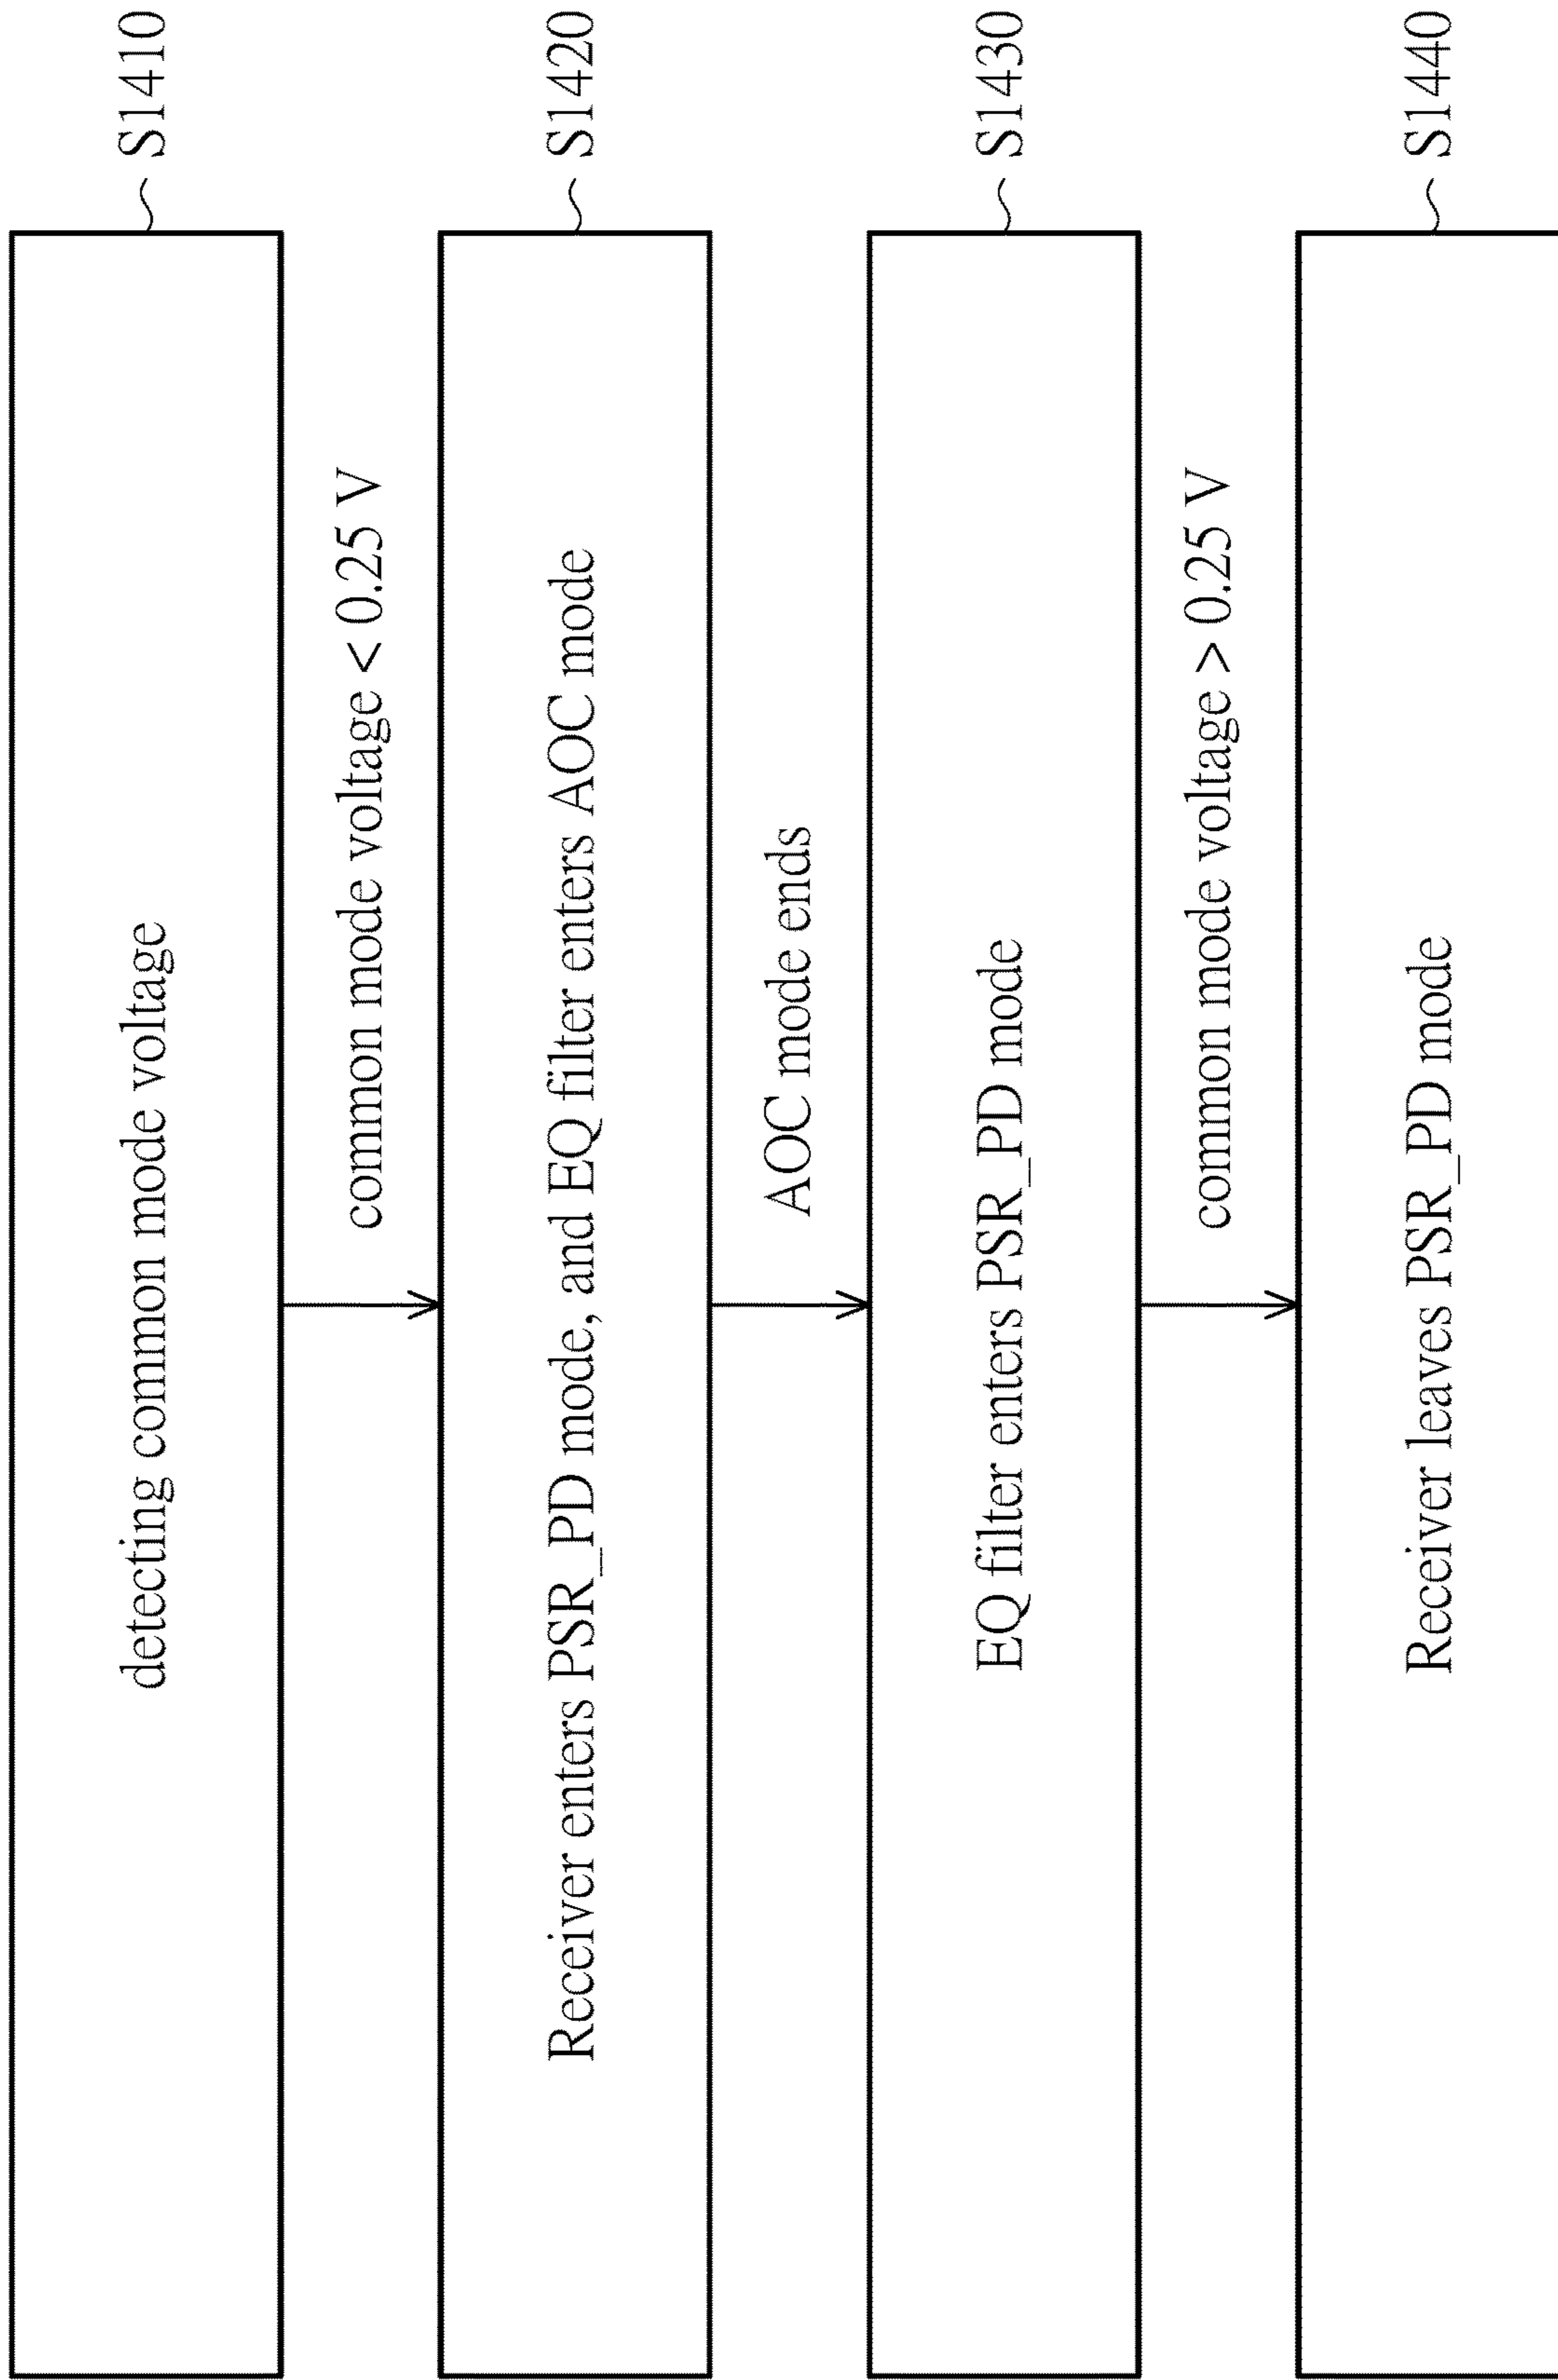 detecting common mode voltage
S1410
common mode voltage < 0.25 V
Receiver enters PSR_PD mode, and EQ filter enters AOC mode
S1420
AOC mode ends
EQ filter enters PSR_PD mode
S1430
common mode voltage > 0.25 V
Receiver leaves PSR_PD mode
S1440